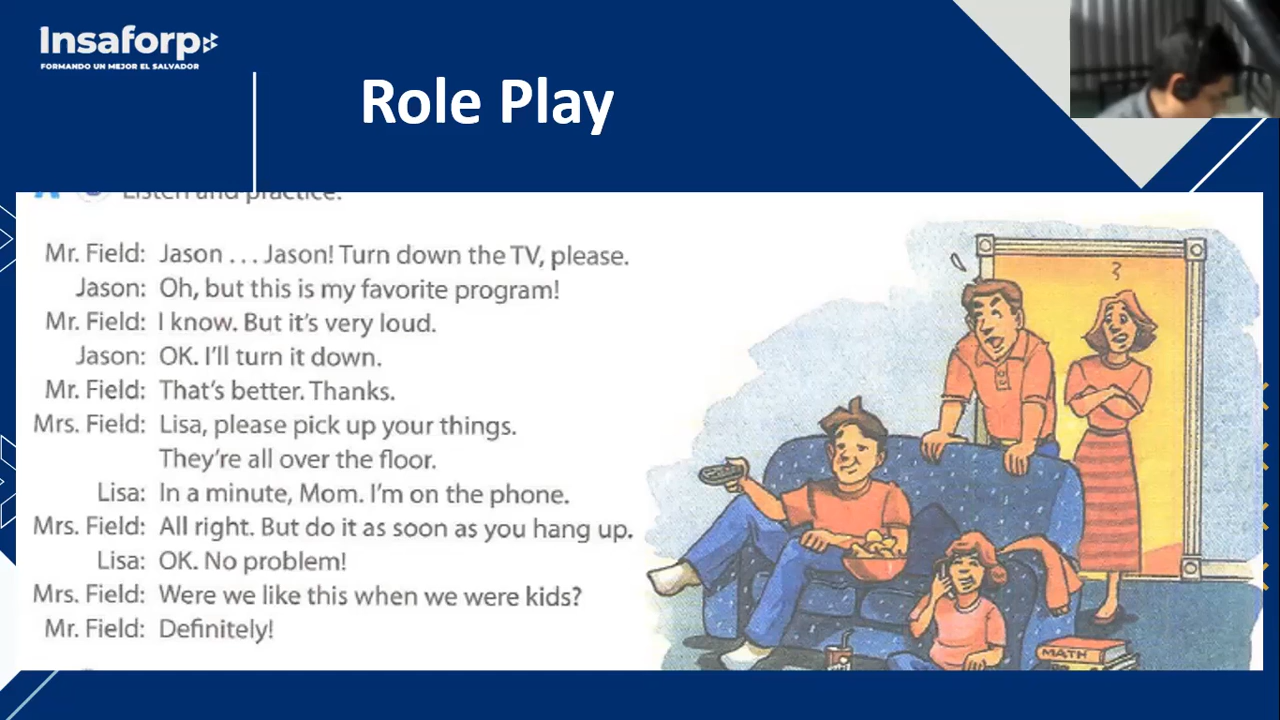 Insaforp
FORMANDO UN MEJOR EL SALVADOR
Role Play
Listen and practice.
Mr. Field: Jason . . . Jason! Turn down the TV, please.
Jason: Oh, but this is my favorite program!
Mr. Field: I know. But it's very loud.
Jason: OK. I'll turn it down.
Mr. Field: That's better. Thanks.
Mrs. Field: Lisa, please pick up your things.
They're all over the floor.
Lisa: In a minute, Mom. I'm on the phone.
Mrs. Field: All right. But do it as soon as you hang up.
Lisa: OK. No problem!
Mrs. Field: Were we like this when we were kids?
Mr. Field: Definitely!
?
MATH